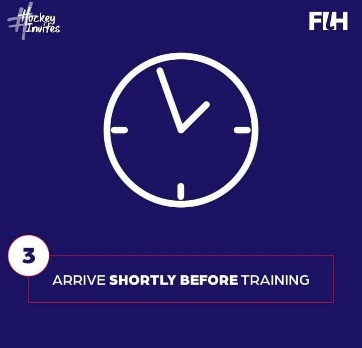 #Hockey
Invites
FIH
3
ARRIVE SHORTLY BEFORE TRAINING